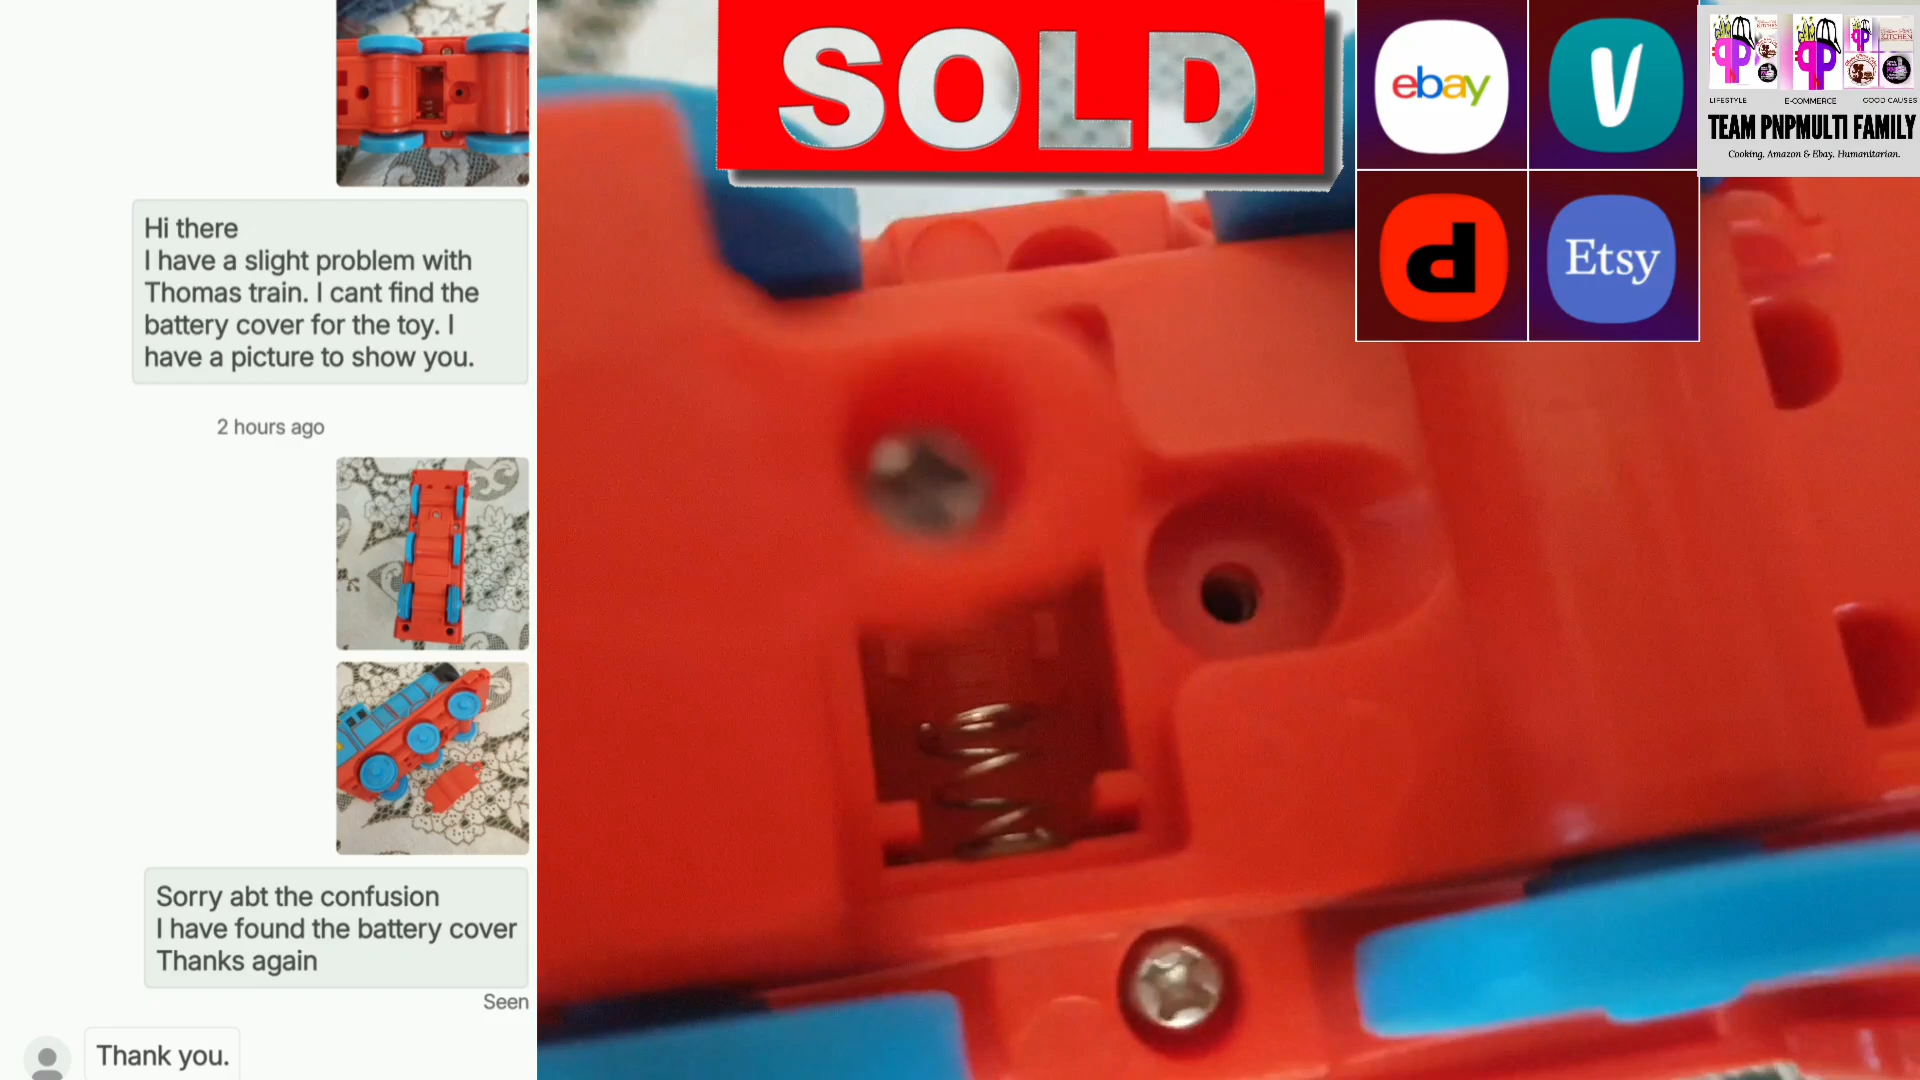 Hi there
I have a slight problem with
Thomas train. I cant find the
battery cover for the toy. I
have a picture to show you.
2 hours ago
Sorry abt the confusion
I have found the battery cover
Thanks again
Seen
Thank you.
SOLD
ebay
V
d
Etsy
LIFESTYLE
E-COMMERCE
GOOD CAUSES
TEAM PNPMULTI FAMILY
Cooking. Amazon & Ebay. Humanitarian.